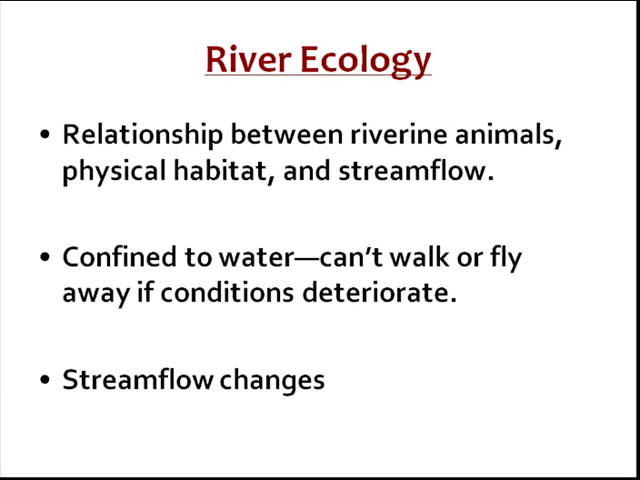 River Ecology
• Relationship between riverine animals,
physical habitat, and streamflow.
• Confined to water—can’t walk or fly
away if conditions deteriorate.
• Streamflow changes